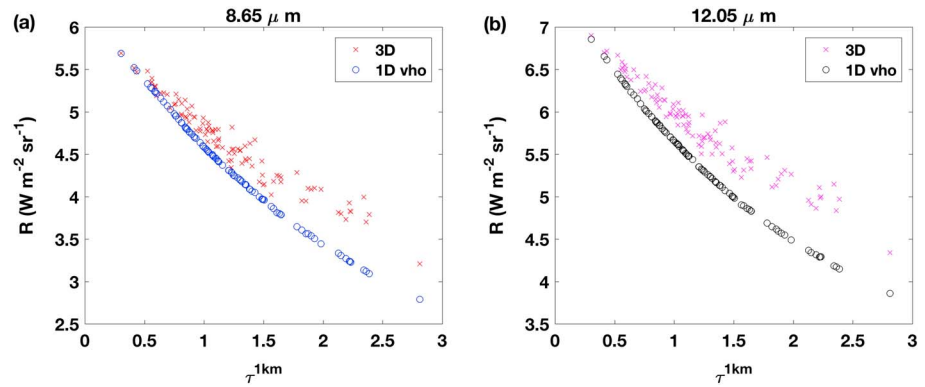 (a) 8.65 μ m
6
5.5
5
4.5
4
3.5
3
2.5
R (W m⁻² sr⁻¹)
3D
1D vho
0 0.5 1 1.5 2 2.5 3
τ¹ᵏᵐ
(b) 12.05 μ m
7
6.5
6
5.5
5
4.5
4
3.5
R (W m⁻² sr⁻¹)
3D
1D vho
0 0.5 1 1.5 2 2.5 3
τ¹ᵏᵐ